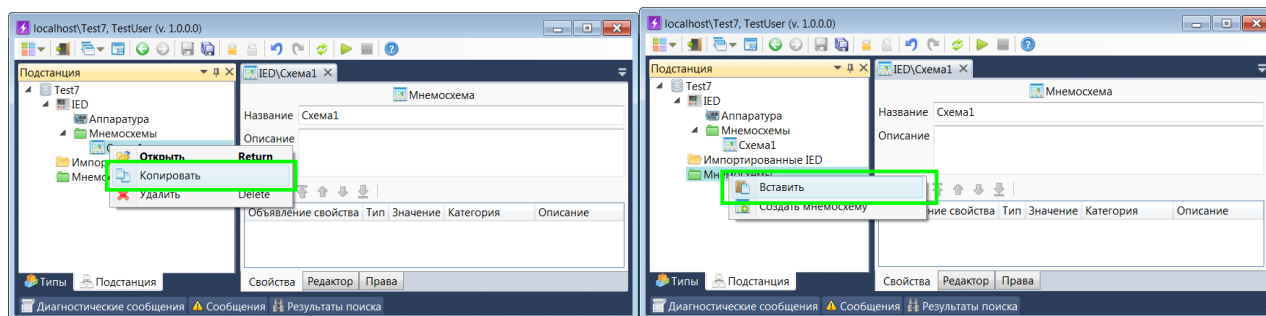 localhost\Test7, TestUser (v. 1.0.0.0)
Подстанция
IED\Схема1
Test7
IED
Аппаратура
Мнемосхемы
Открыть Return
Копировать
Удалить Delete
Мнемосхема
Название Схема1
Описание
Объявление свойства Тип Значение Категория Описание
Типы Подстанция
Свойства Редактор Права
Диагностические сообщения Сообщения Результаты поиска
localhost\Test7, TestUser (v. 1.0.0.0)
Подстанция
IED\Схема1
Test7
IED
Аппаратура
Мнемосхемы
Схема1
Импортированные IED
Вставить
Создать мнемосхему
Мнемосхема
Название Схема1
Описание
свойства Тип Значение Категория Описание
Типы Подстанция
Свойства Редактор Права
Диагностические сообщения Сообщения Результаты поиска